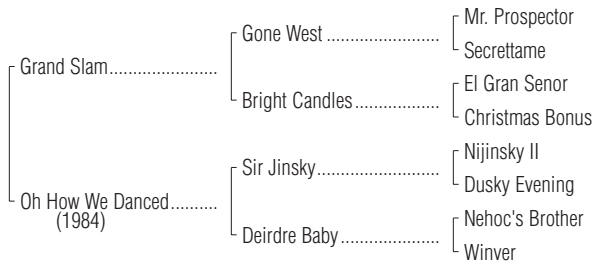 Mr. Prospector
Gone West ....................
Secrettame
Grand Slam....................
El Gran Senor
Bright Candles...............
Christmas Bonus
Nijinsky II
Sir Jinsky......................
Dusky Evening
Oh How We Danced..........
(1984)
Nehoc's Brother
Deirdre Baby.................
Winver